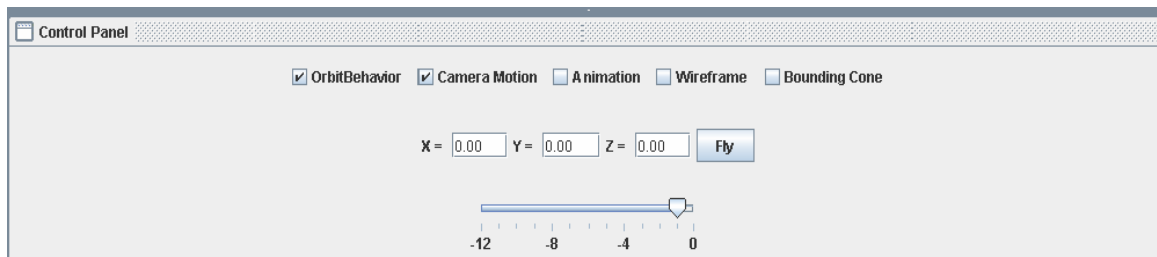 Control Panel
OrbitBehavior Camera Motion Animation Wireframe Bounding Cone
X = 0.00 Y = 0.00 Z = 0.00 Fly
-12 -8 -4 0